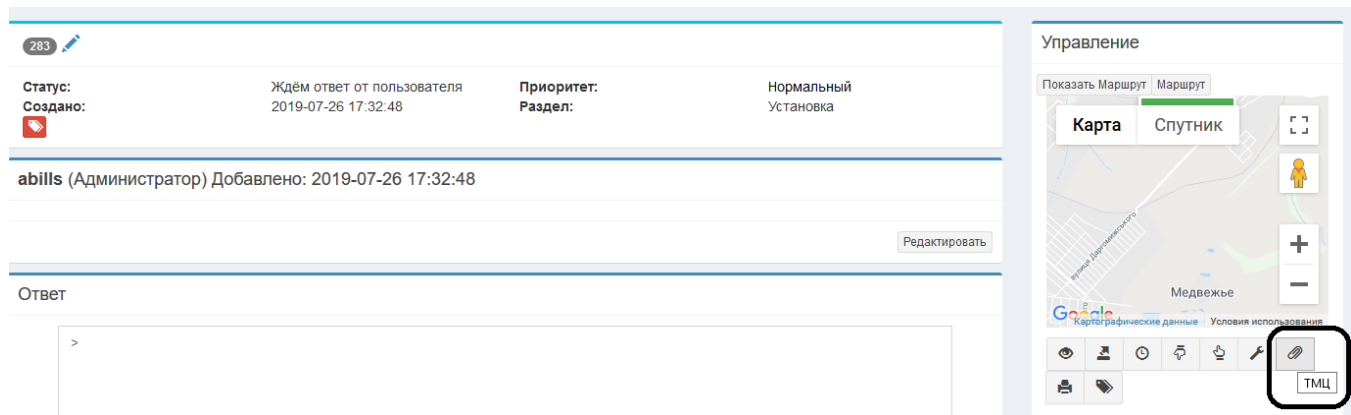 283
Статус: Ждём ответ от пользователя Приоритет: Нормальный
Создано: 2019-07-26 17:32:48 Раздел: Установка
abills (Администратор) Добавлено: 2019-07-26 17:32:48
Редактировать
Ответ
>
Управление
Показать Маршрут Маршрут
Карта Спутник
вулиця Даргомижського
Медвежье
Google
Картографические данные Условия использования
ТМЦ